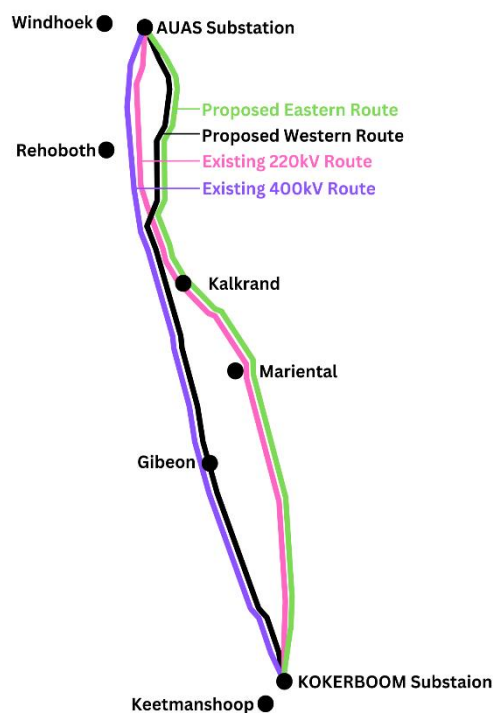 Windhoek
AUAS Substation
Proposed Eastern Route
Proposed Western Route
Rehoboth
Existing 220kV Route
Existing 400kV Route
Kalkrand
Mariental
Gibeon
KOKERBOOM Substaion
Keetmanshoop